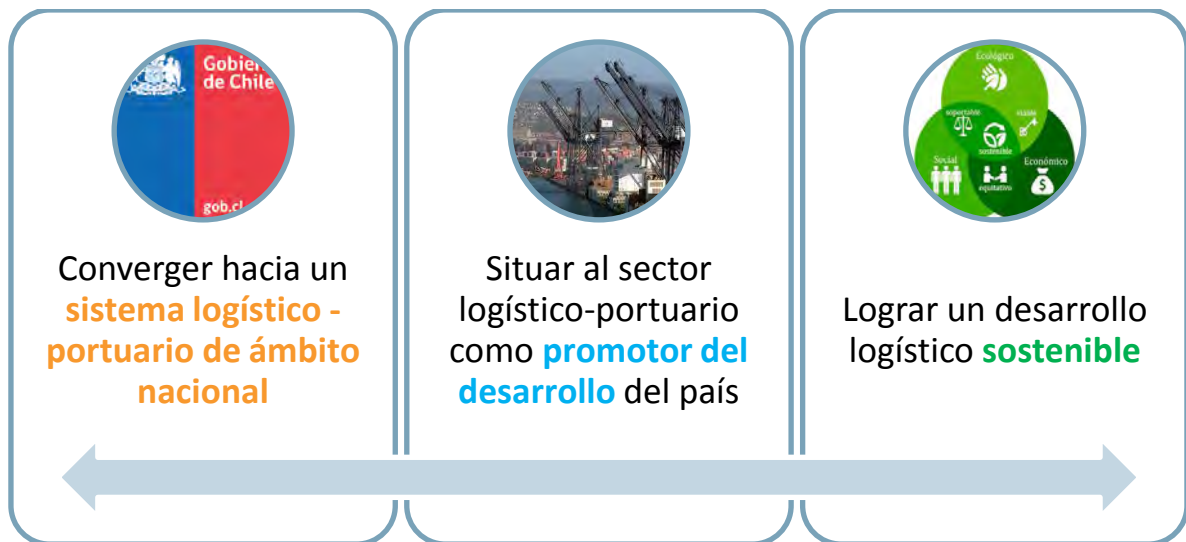 Gobierno
de Chile
gob.cl
Converger hacia un
sistema logístico -
portuario de ámbito
nacional
Situar al sector
logístico-portuario
como promotor del
desarrollo del país
Ecológico
soportable
viable
sostenible
Social
Económico
equitativo
Lograr un desarrollo
logístico sostenible